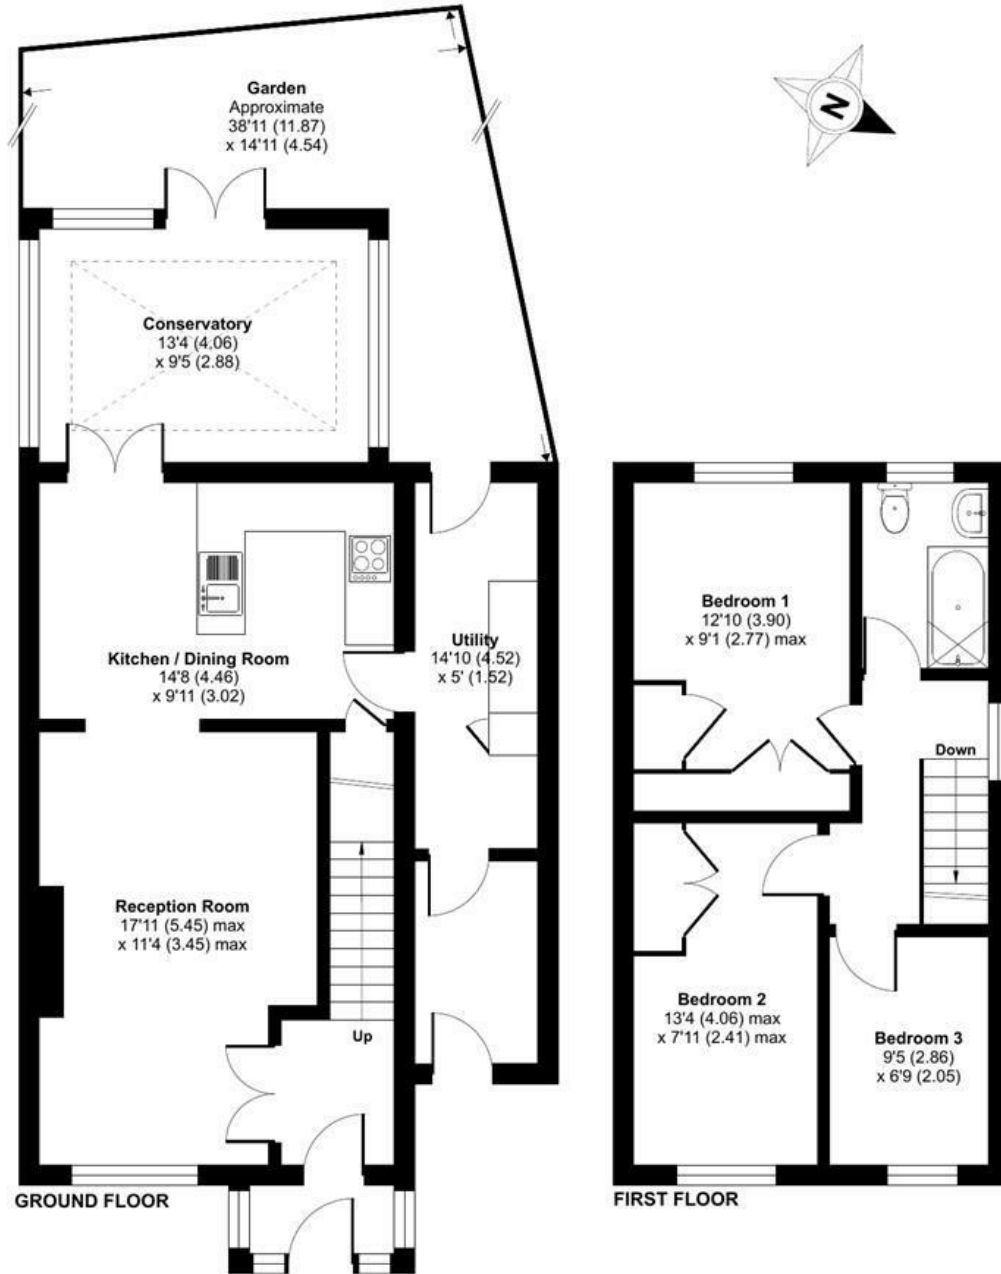 Garden
Approximate
38'11 (11.87)
x 14'11 (4.54)
N
Conservatory
13'4 (4.06)
x 9'5 (2.88)
Kitchen / Dining Room
14'8 (4.46)
x 9'11 (3.02)
Utility
14'10 (4.52)
x 5' (1.52)
Reception Room
17'11 (5.45) max
x 11'4 (3.45) max
Up
GROUND FLOOR
Bedroom 1
12'10 (3.90)
x 9'1 (2.77) max
Down
Bedroom 2
13'4 (4.06) max
x 7'11 (2.41) max
Bedroom 3
9'5 (2.86)
x 6'9 (2.05)
FIRST FLOOR